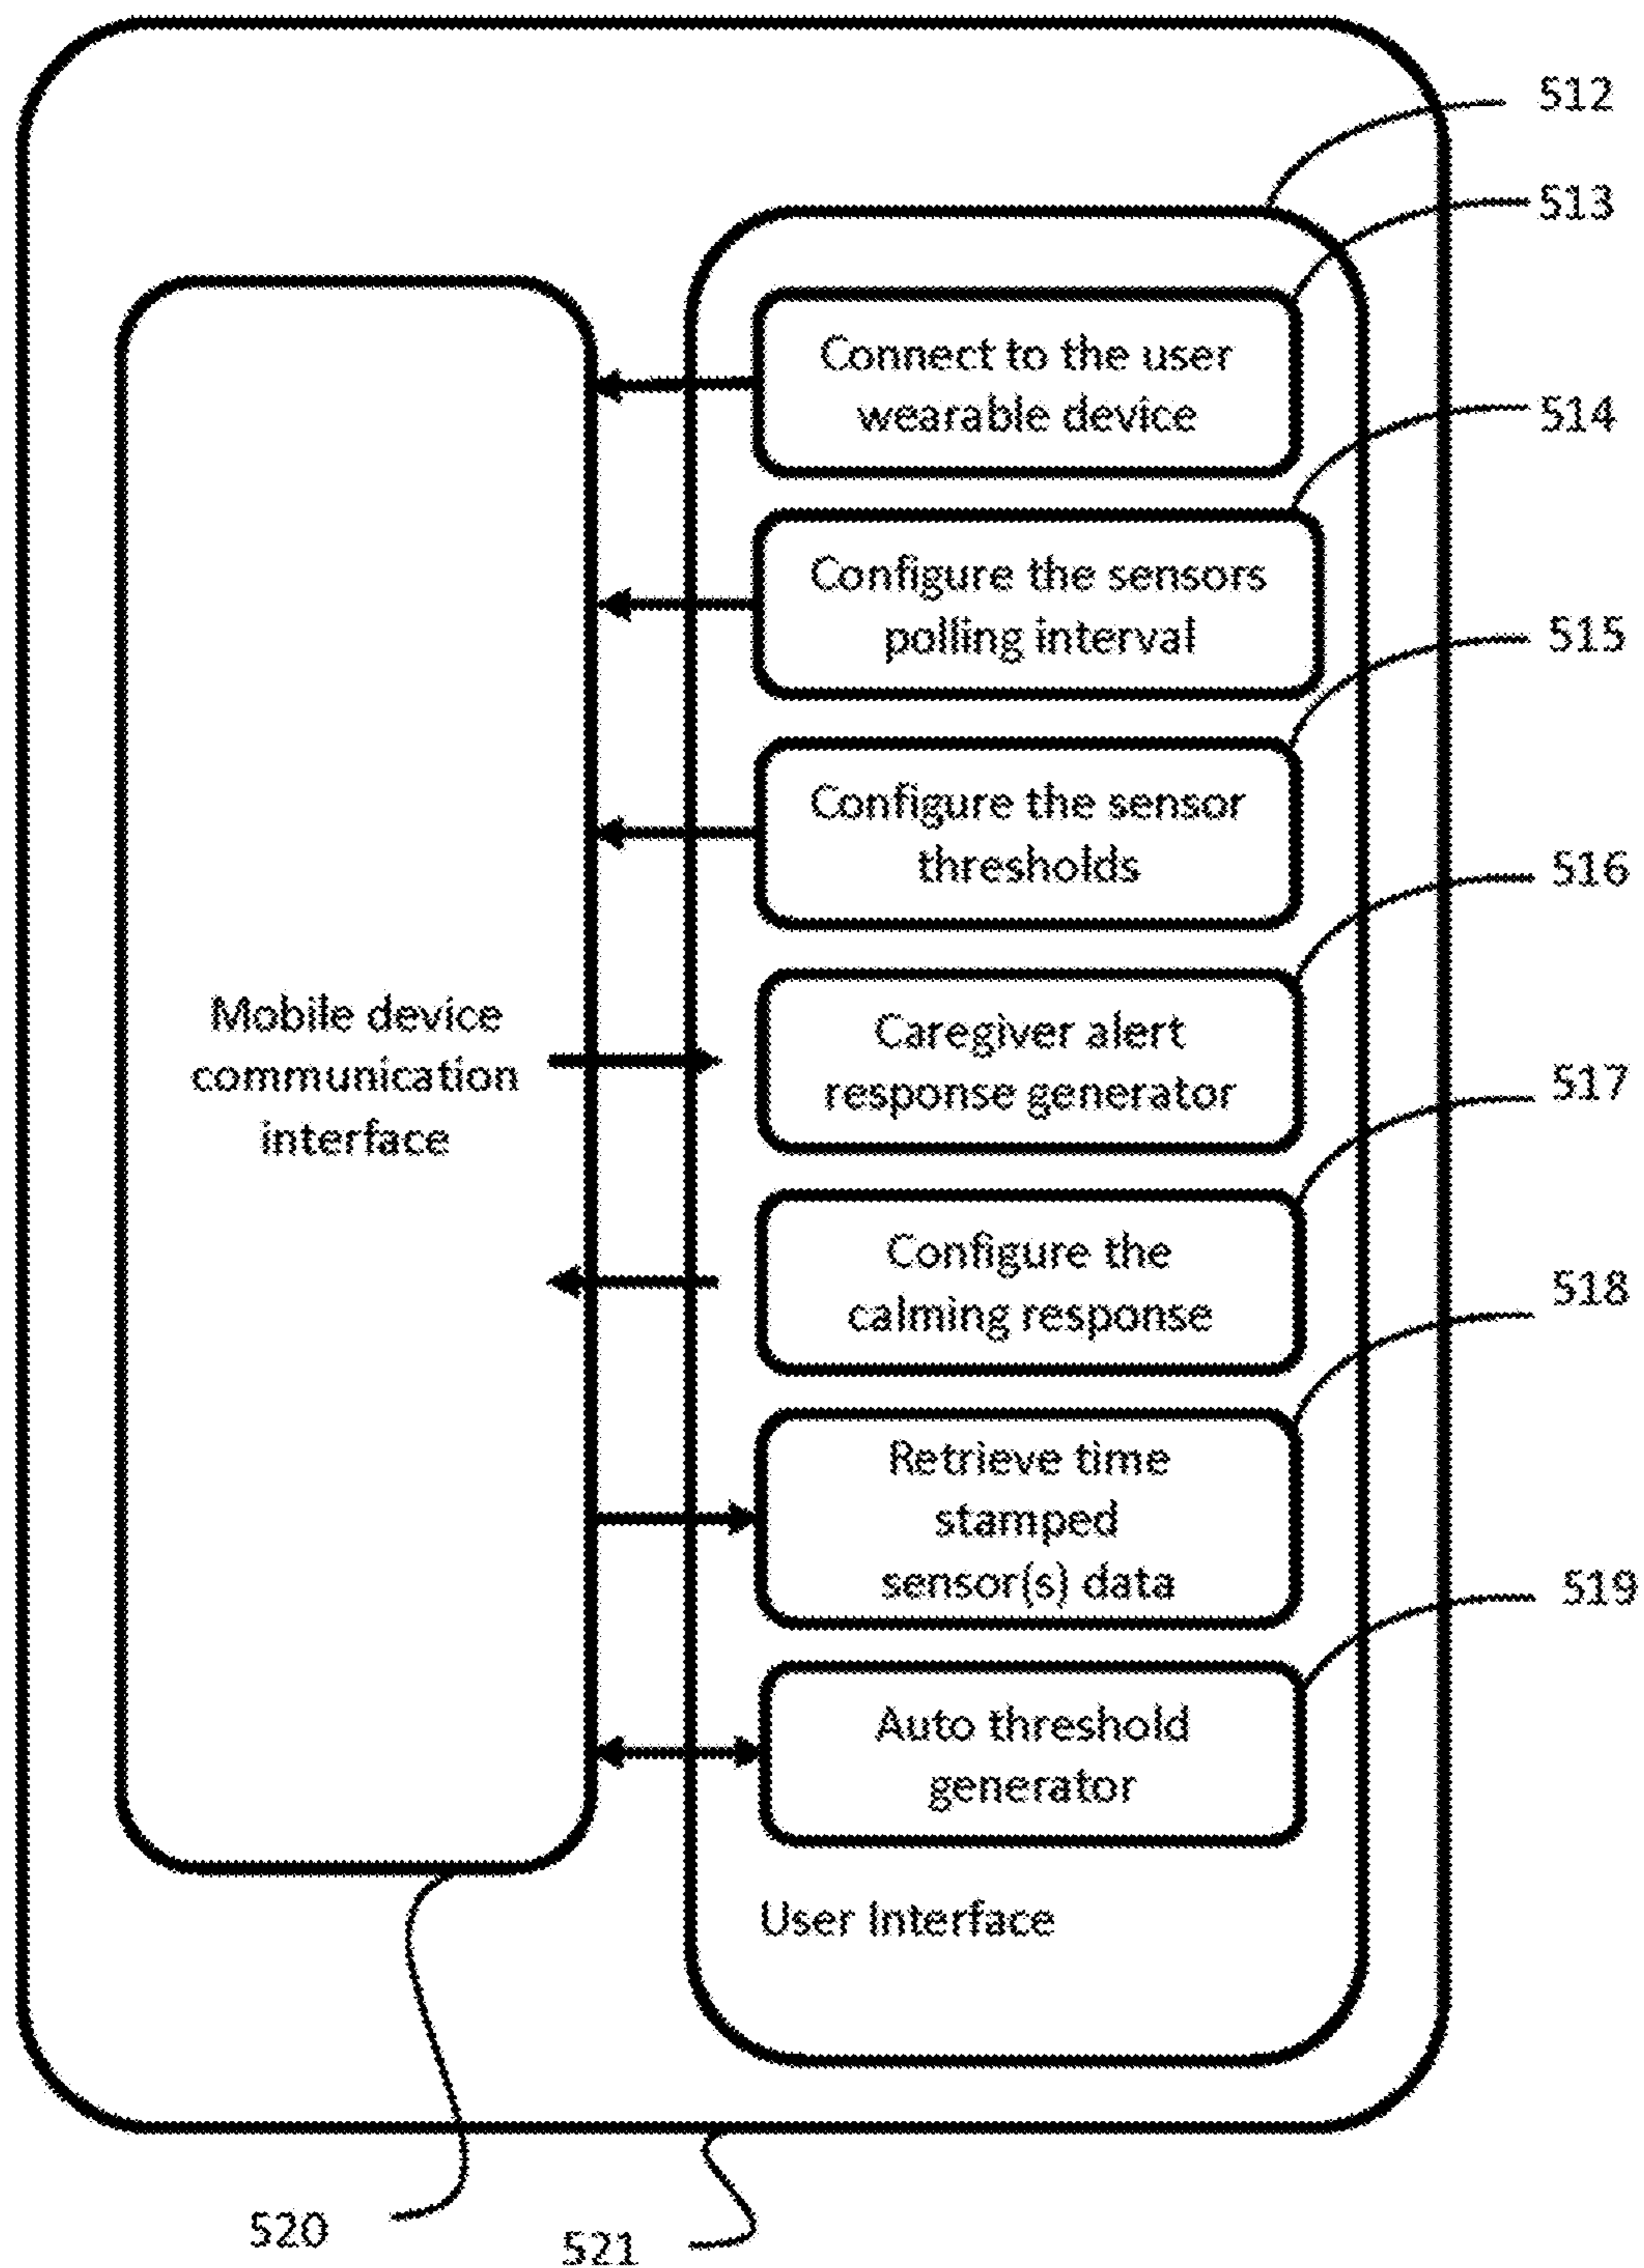 512
513
Connect to the user
wearable device
514
Configure the sensors
polling interval
515
Configure the sensor
thresholds
516
Mobile device
communication
interface
Caregiver alert
response generator
517
Configure the
calming response
518
Retrieve time
stamped
sensor(s) data
519
Auto threshold
generator
User Interface
520
521